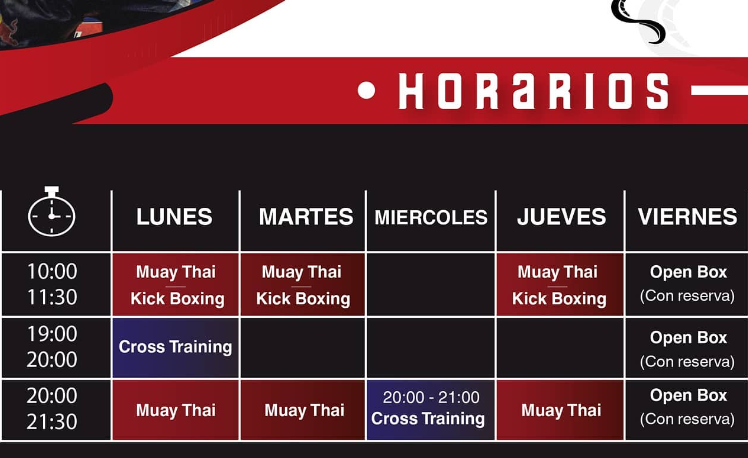 HORARIOS
LUNES MARTES MIERCOLES JUEVES VIERNES
10:00 Muay Thai Muay Thai Muay Thai Open Box
11:30 Kick Boxing Kick Boxing Kick Boxing (Con reserva)
19:00 Cross Training Open Box
20:00 (Con reserva)
20:00 Muay Thai Muay Thai 20:00 - 21:00 Muay Thai Open Box
21:30 Cross Training (Con reserva)